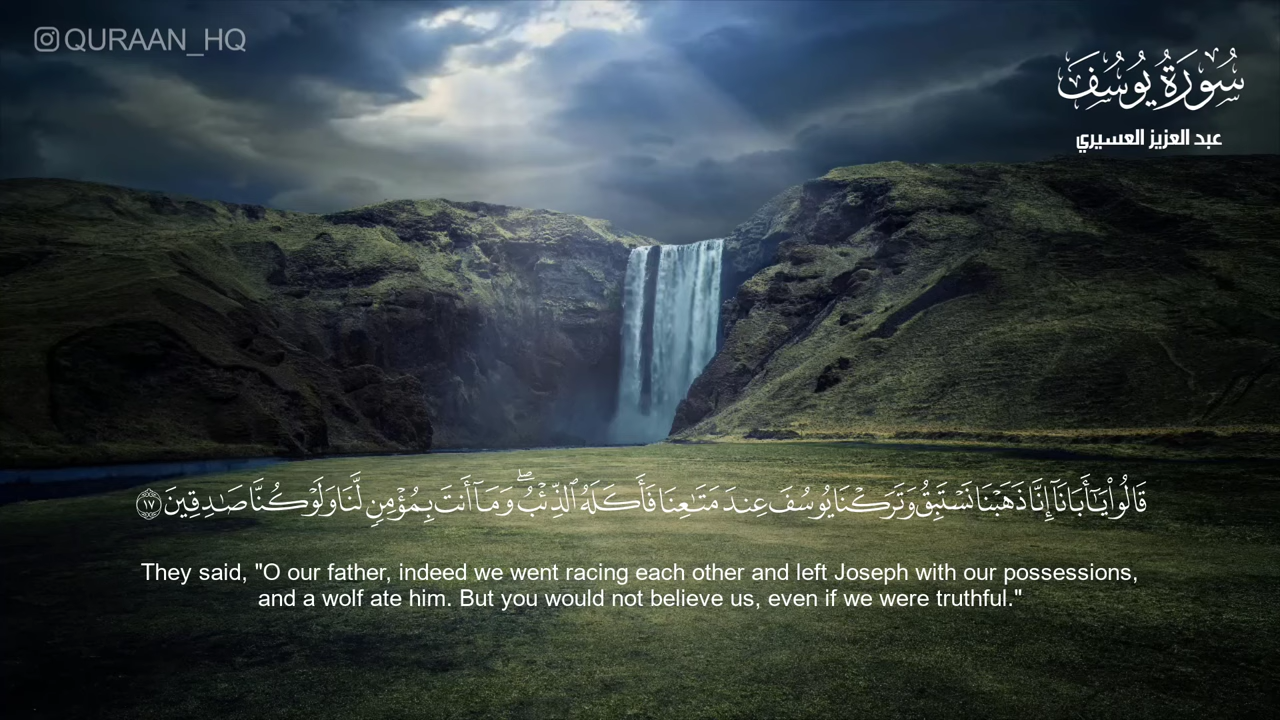 QURAAN_HQ
سُورَةُ يُوسُفَ
عبد العزيز العسيري
قَالُوا۟ يَـٰٓأَبَانَآ إِنَّا ذَهَبْنَا نَسْتَبِقُ وَتَرَكْنَا يُوسُفَ عِندَ مَتَـٰعِنَا فَأَكَلَهُ ٱلذِّئْبُ ۖ وَمَآ أَنتَ بِمُؤْمِنٍ لَّنَا وَلَوْ كُنَّا صَـٰدِقِينَ ١٧
They said, "O our father, indeed we went racing each other and left Joseph with our possessions,
and a wolf ate him. But you would not believe us, even if we were truthful."